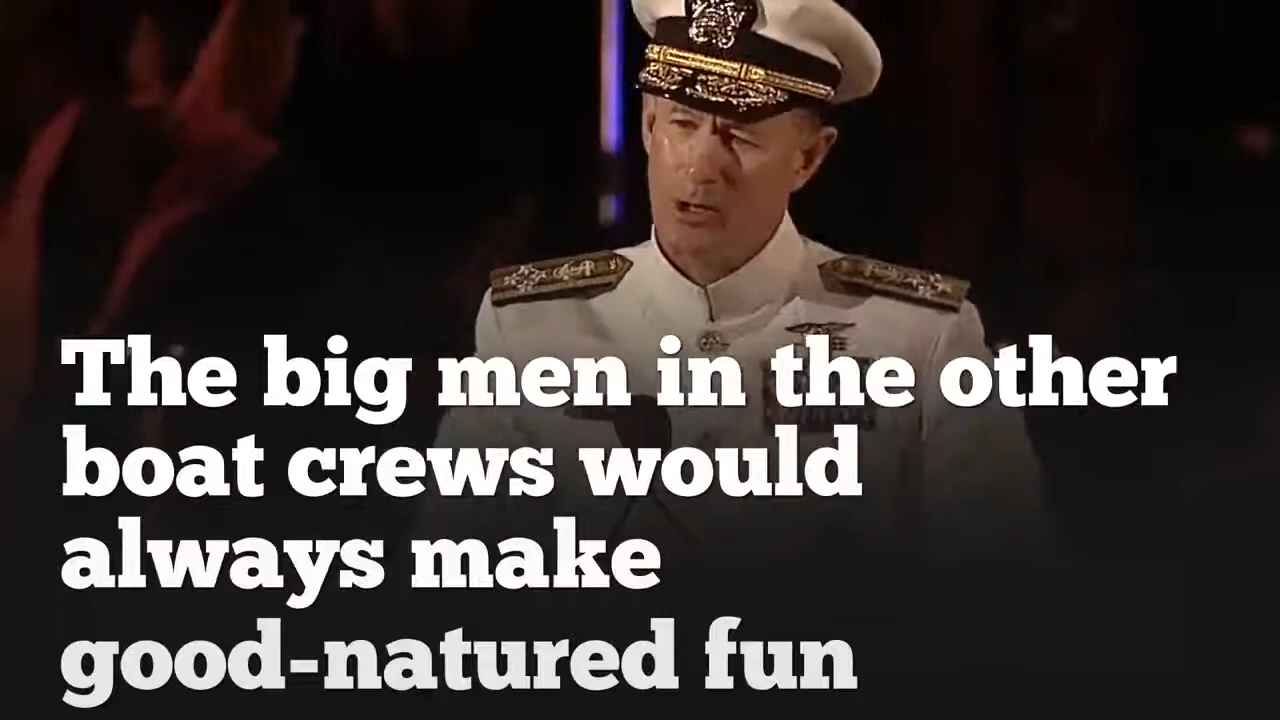 The big men in the other
boat crews would
always make
good-natured fun